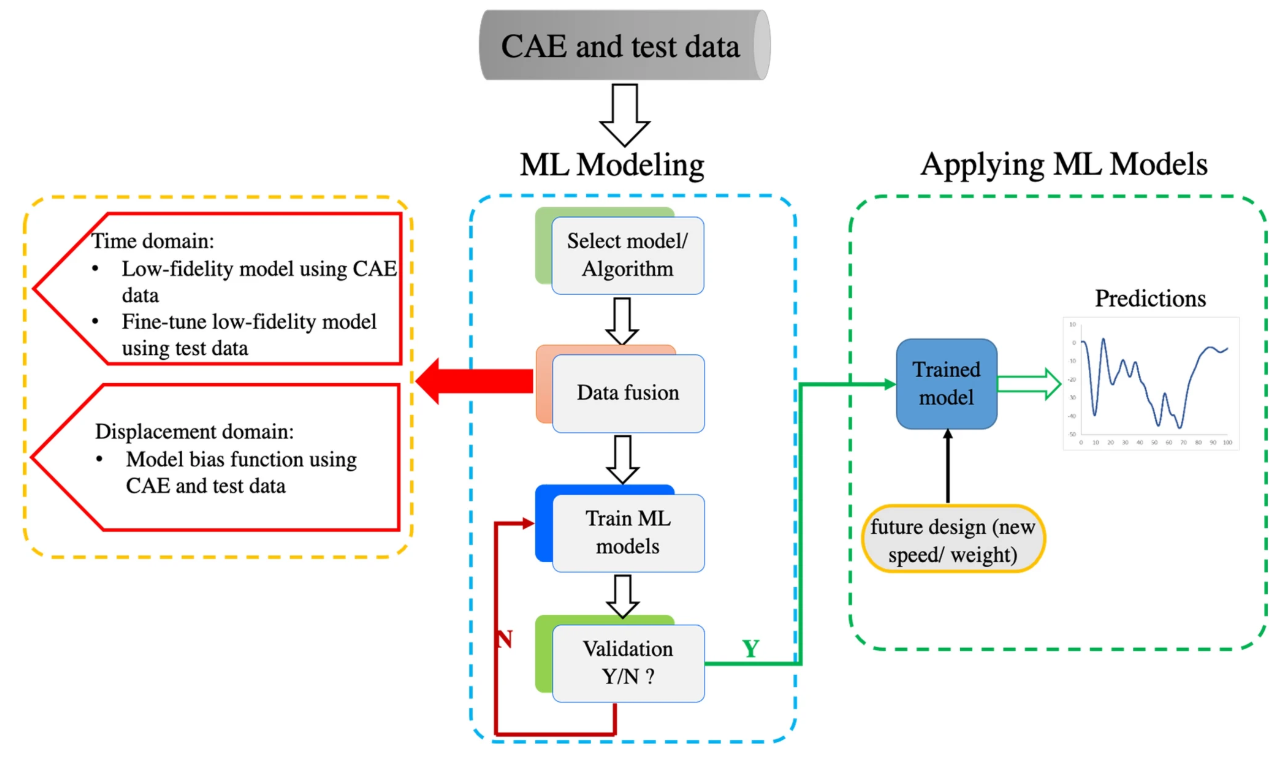 CAE and test data
ML Modeling
Applying ML Models
Time domain:
• Low-fidelity model using CAE
data
• Fine-tune low-fidelity model
using test data
Displacement domain:
• Model bias function using
CAE and test data
Select model/
Algorithm
Data fusion
Train ML
models
Validation
Y/N ?
N
Y
Trained
model
future design (new
speed/ weight)
Predictions
10
0
-10
-20
-30
-40
-50
0 10 20 30 40 50 60 70 80 90 100